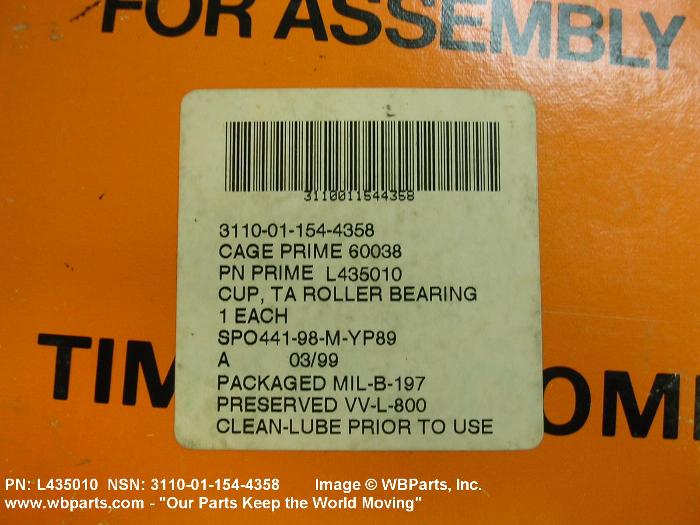 FOR ASSEMBLY
3110011544358
3110-01-154-4358
CAGE PRIME 60038
PN PRIME L435010
CUP, TA ROLLER BEARING
1 EACH
SPO441-98-M-YP89
A 03/99
PACKAGED MIL-B-197
PRESERVED VV-L-800
CLEAN-LUBE PRIOR TO USE
TIM OM
PN: L435010 NSN: 3110-01-154-4358 Image © WBParts, Inc.
www.wbparts.com - "Our Parts Keep the World Moving"